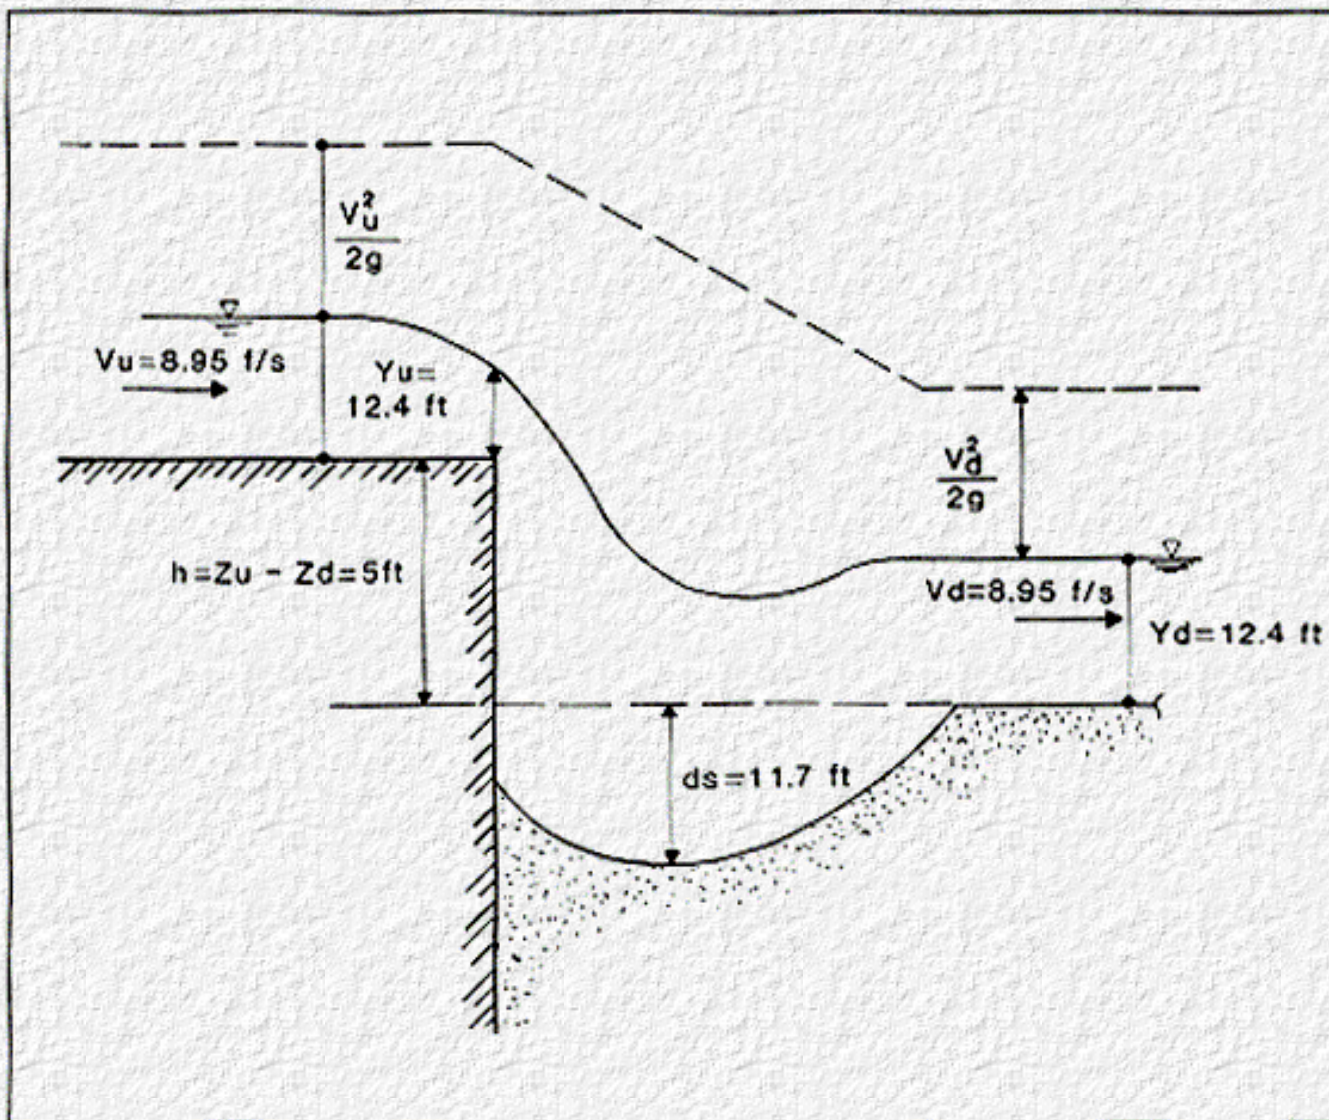 V²u
2g
Vu=8.95 f/s
Yu=
12.4 ft
V²d
2g
h=Zu - Zd=5ft
Vd=8.95 f/s
Yd=12.4 ft
ds=11.7 ft